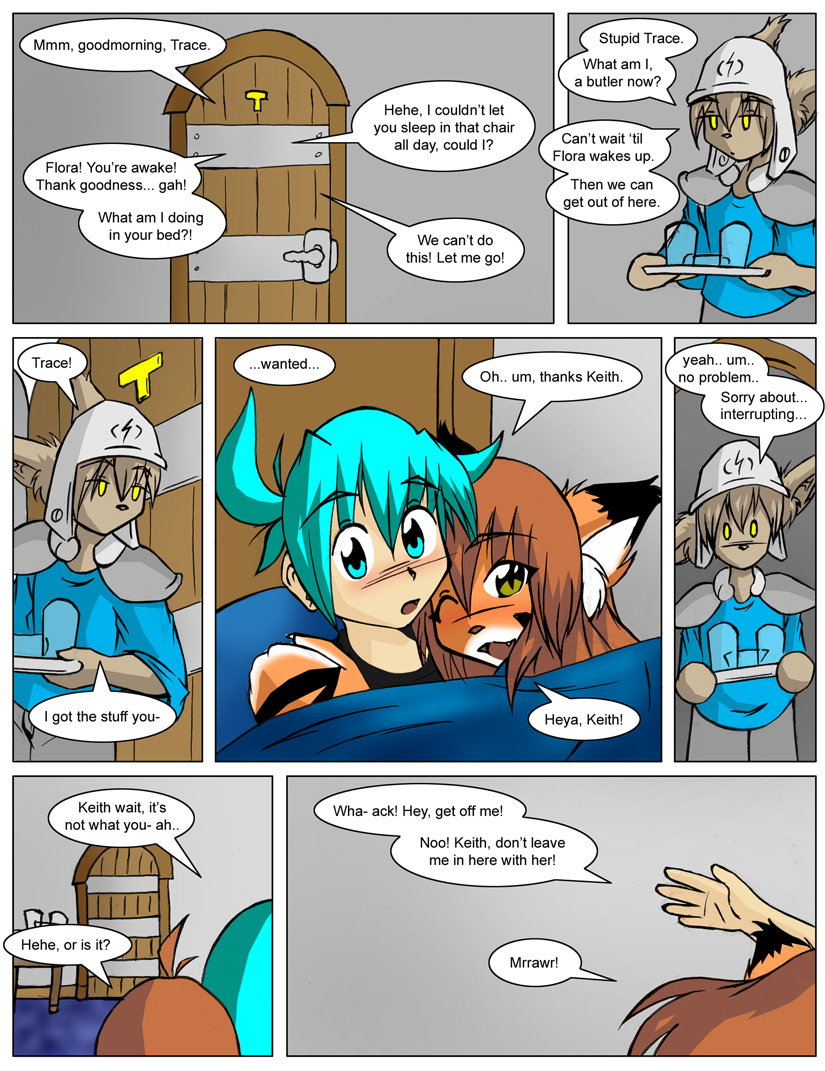 Mmm, goodmorning, Trace.
T
Hehe, I couldn't let
you sleep in that chair
all day, could I?
Flora! You're awake!
Thank goodness... gah!
What am I doing
in your bed?!
We can't do
this! Let me go!
Stupid Trace.
What am I,
a butler now?
Can't wait 'til
Flora wakes up.
Then we can
get out of here.
Trace!
T
I got the stuff you-
...wanted...
Oh.. um, thanks Keith.
Heya, Keith!
yeah.. um..
no problem..
Sorry about...
interrupting...
Keith wait, it's
not what you- ah..
Hehe, or is it?
Wha- ack! Hey, get off me!
Noo! Keith, don't leave
me in here with her!
Mrrawr!